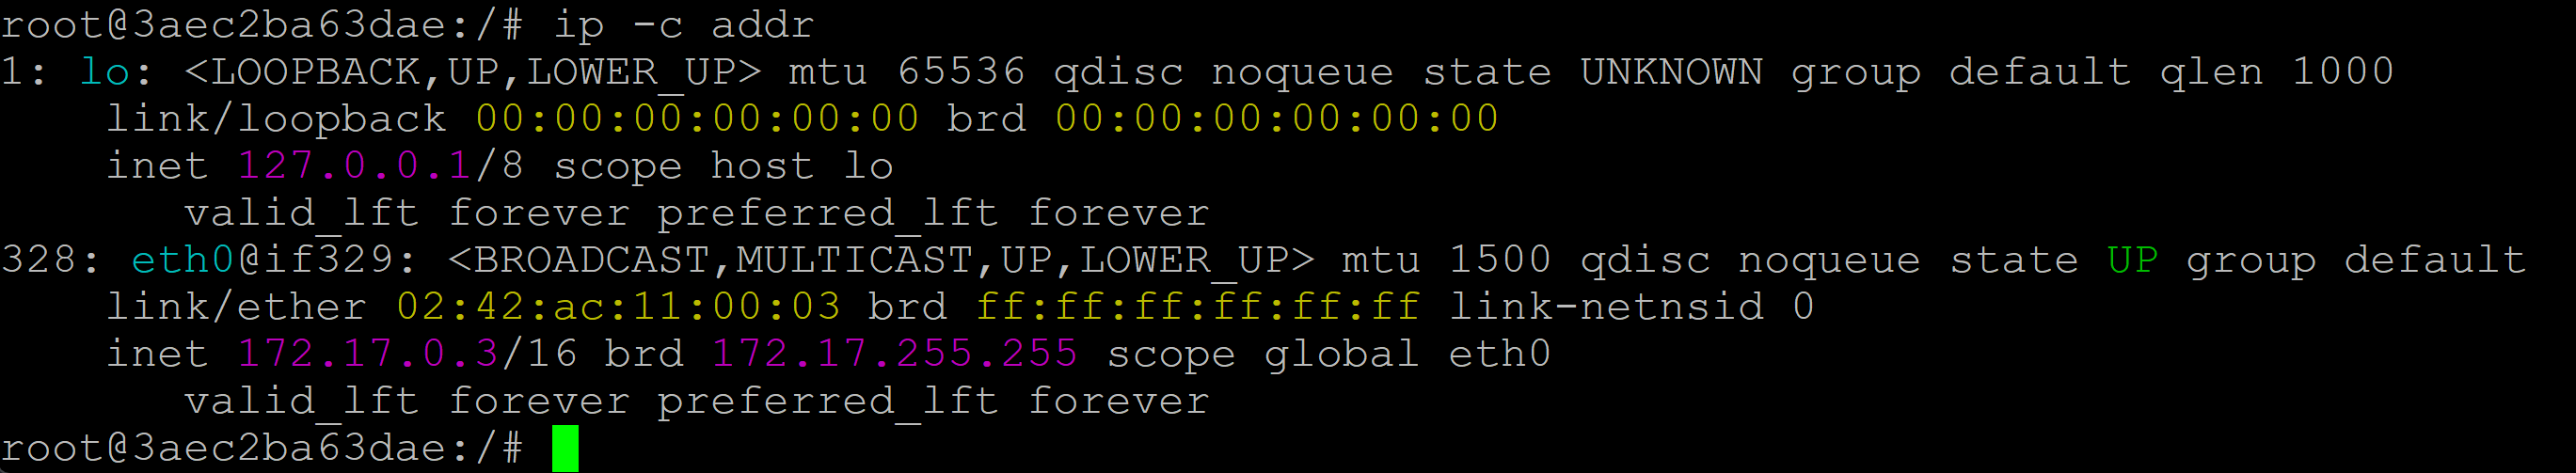 root@3aec2ba63dae:/# ip -c addr
1: lo: <LOOPBACK,UP,LOWER_UP> mtu 65536 qdisc noqueue state UNKNOWN group default qlen 1000
    link/loopback 00:00:00:00:00:00 brd 00:00:00:00:00:00
    inet 127.0.0.1/8 scope host lo
       valid_lft forever preferred_lft forever
328: eth0@if329: <BROADCAST,MULTICAST,UP,LOWER_UP> mtu 1500 qdisc noqueue state UP group default
    link/ether 02:42:ac:11:00:03 brd ff:ff:ff:ff:ff:ff link-netnsid 0
    inet 172.17.0.3/16 brd 172.17.255.255 scope global eth0
       valid_lft forever preferred_lft forever
root@3aec2ba63dae:/#